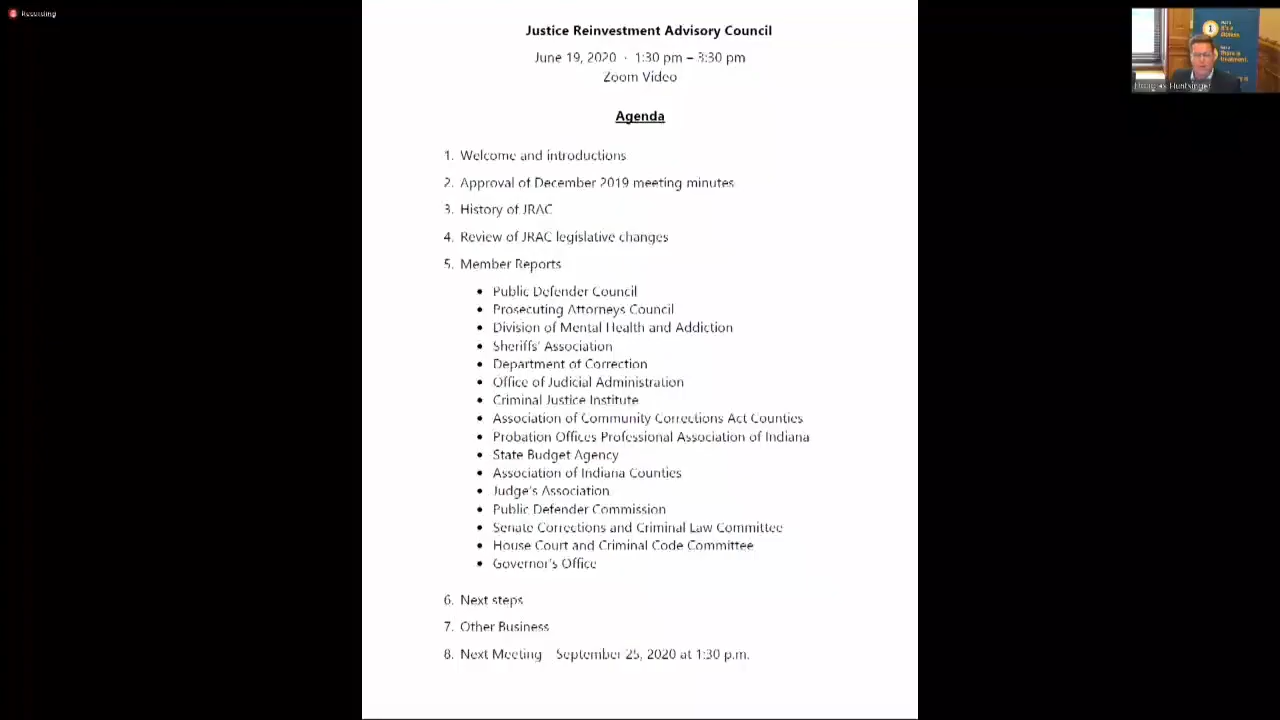 Recording
Justice Reinvestment Advisory Council
June 19, 2020 · 1:30 pm – 3:30 pm
Zoom Video
Agenda
1. Welcome and introductions
2. Approval of December 2019 meeting minutes
3. History of JRAC
4. Review of JRAC legislative changes
5. Member Reports
• Public Defender Council
• Prosecuting Attorneys Council
• Division of Mental Health and Addiction
• Sheriffs' Association
• Department of Correction
• Office of Judicial Administration
• Criminal Justice Institute
• Association of Community Corrections Act Counties
• Probation Offices Professional Association of Indiana
• State Budget Agency
• Association of Indiana Counties
• Judge's Association
• Public Defender Commission
• Senate Corrections and Criminal Law Committee
• House Court and Criminal Code Committee
• Governor's Office
6. Next steps
7. Other Business
8. Next Meeting September 25, 2020 at 1:30 p.m.
It's a
disease.
There is
treatment.
Huntsinger